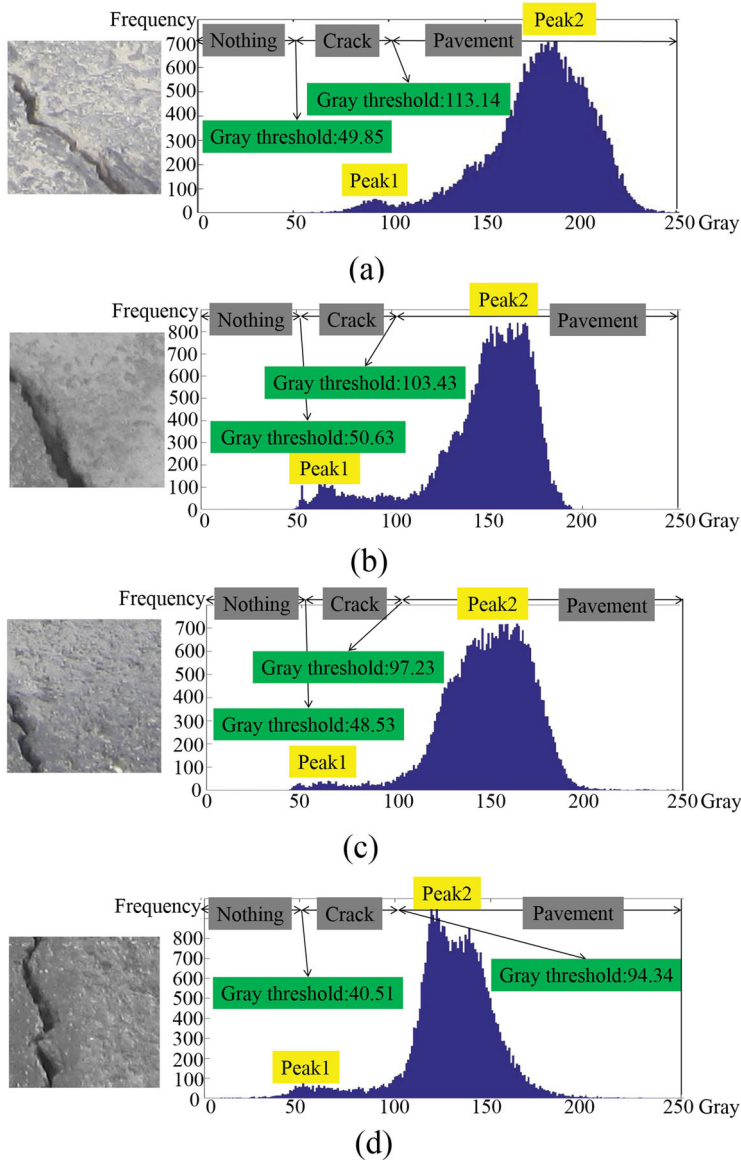 Frequency
Peak2
Nothing Crack Pavement
700
600
Gray threshold:113.14
500
400
300
Gray threshold:49.85
200
Peak1
100
0
0 50 100 150 200 250 Gray
(a)
Frequency
Peak2
Nothing Crack Pavement
800
700
600
Gray threshold:103.43
500
400
300
Gray threshold:50.63
200
Peak1
100
0
0 50 100 150 200 250 Gray
(b)
Frequency
Nothing Crack Peak2 Pavement
700
600
Gray threshold:97.23
500
400
300
Gray threshold:48.53
200
Peak1
100
0
0 50 100 150 200 250 Gray
(c)
Peak2
Frequency
Nothing Crack Pavement
800
700
600
Gray threshold:40.51 Gray threshold:94.34
500
400
300
200
Peak1
100
0
0 50 100 150 200 250 Gray
(d)